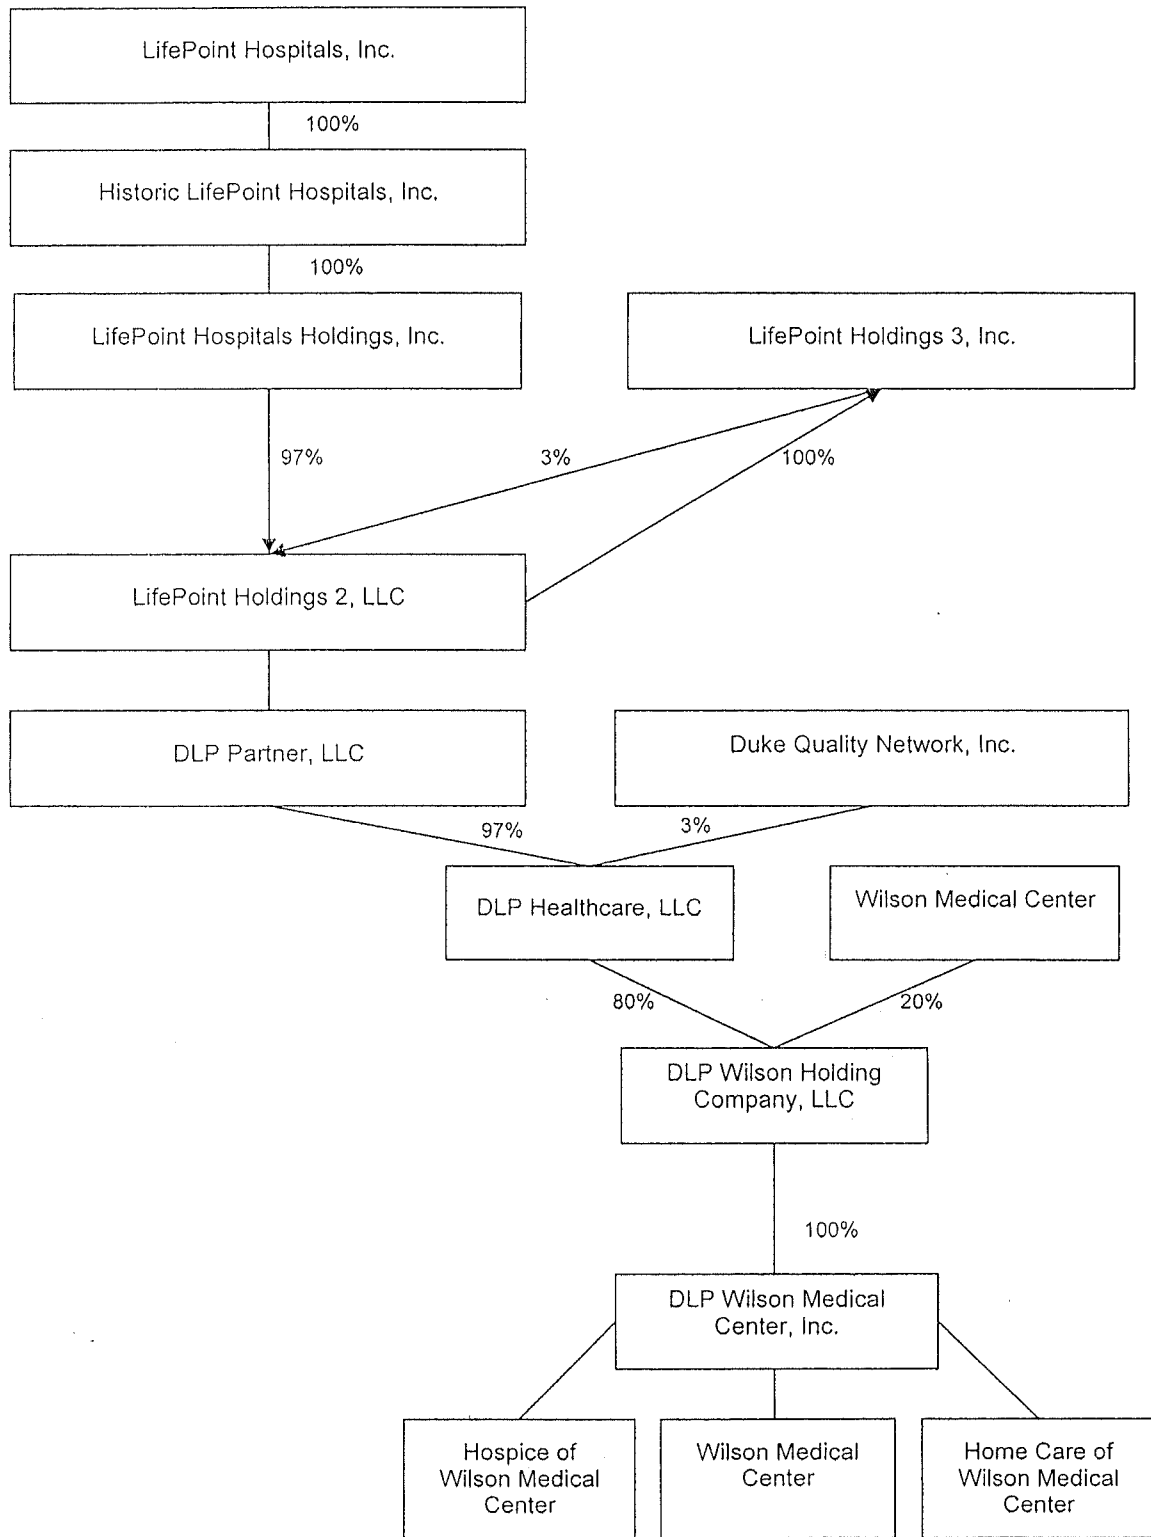 LifePoint Hospitals, Inc.
100%
Historic LifePoint Hospitals, Inc.
100%
LifePoint Hospitals Holdings, Inc.
LifePoint Holdings 3, Inc.
97%
3%
100%
LifePoint Holdings 2, LLC
DLP Partner, LLC
Duke Quality Network, Inc.
97%
3%
DLP Healthcare, LLC
Wilson Medical Center
80%
20%
DLP Wilson Holding
Company, LLC
100%
DLP Wilson Medical
Center, Inc.
Hospice of
Wilson Medical
Center
Wilson Medical
Center
Home Care of
Wilson Medical
Center